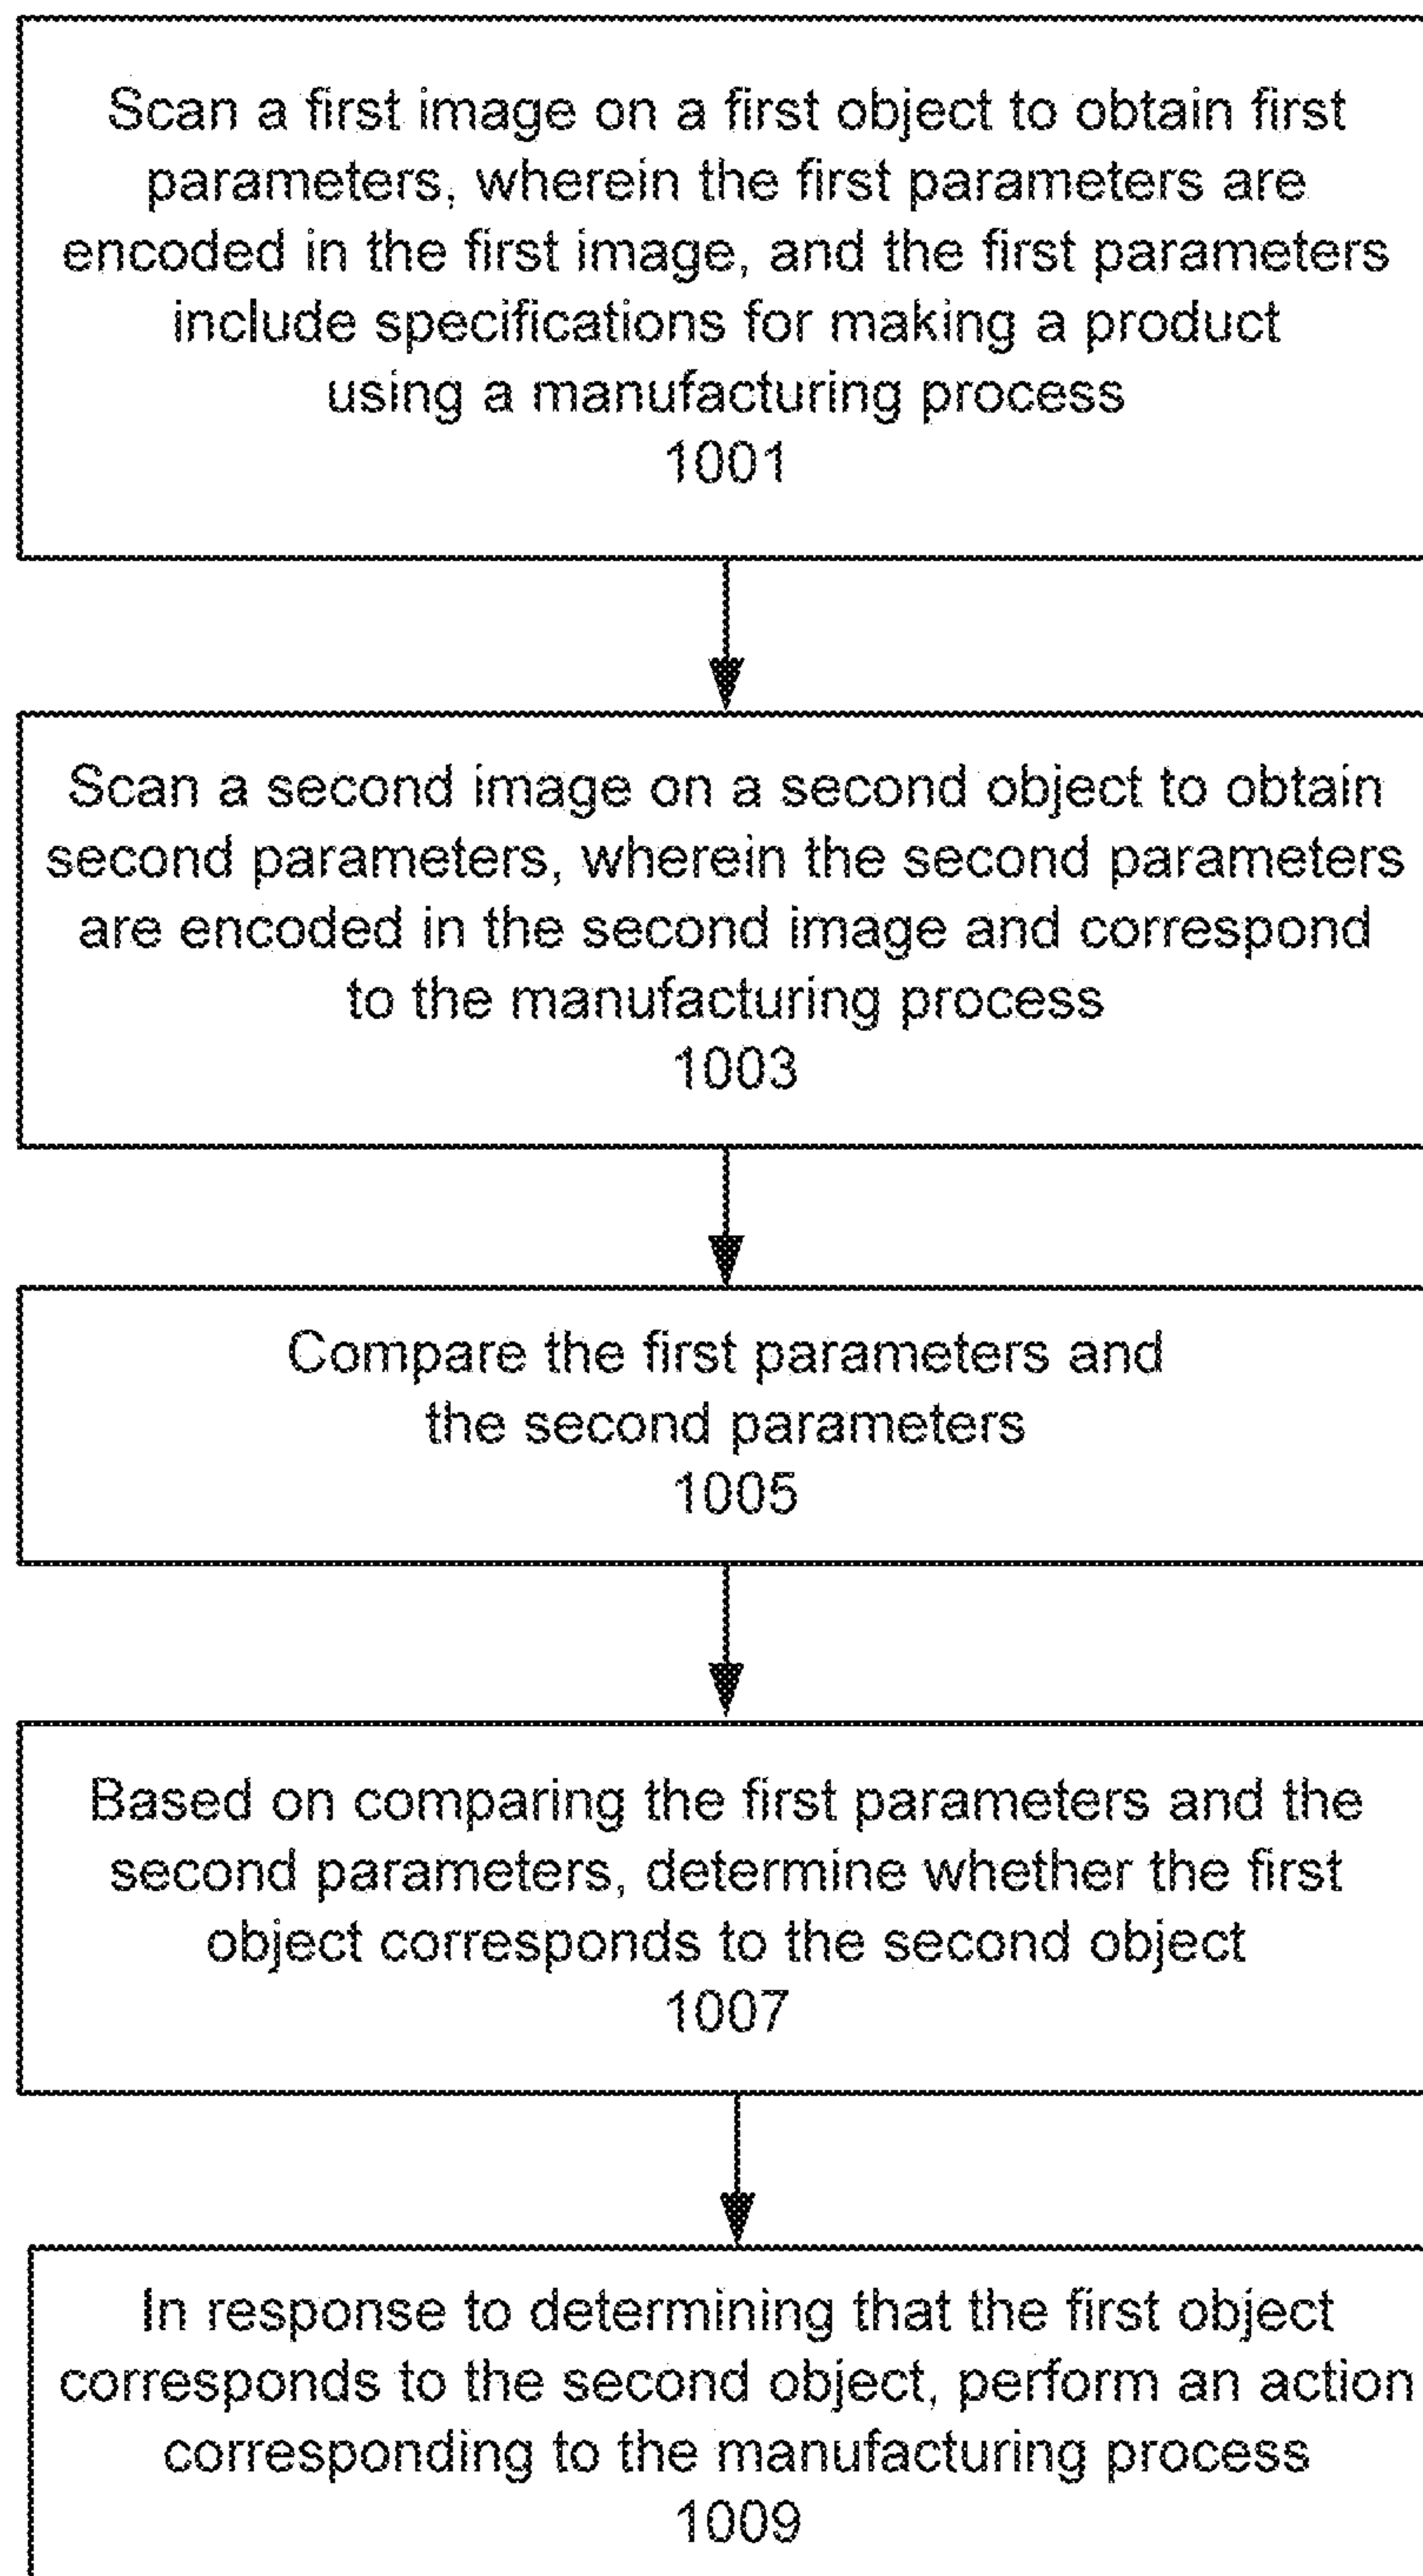 Scan a first image on a first object to obtain first
parameters, wherein the first parameters are
encoded in the first image, and the first parameters
include specifications for making a product
using a manufacturing process
1001
Scan a second image on a second object to obtain
second parameters, wherein the second parameters
are encoded in the second image and correspond
to the manufacturing process
1003
Compare the first parameters and
the second parameters
1005
Based on comparing the first parameters and the
second parameters, determine whether the first
object corresponds to the second object
1007
In response to determining that the first object
corresponds to the second object, perform an action
corresponding to the manufacturing process
1009